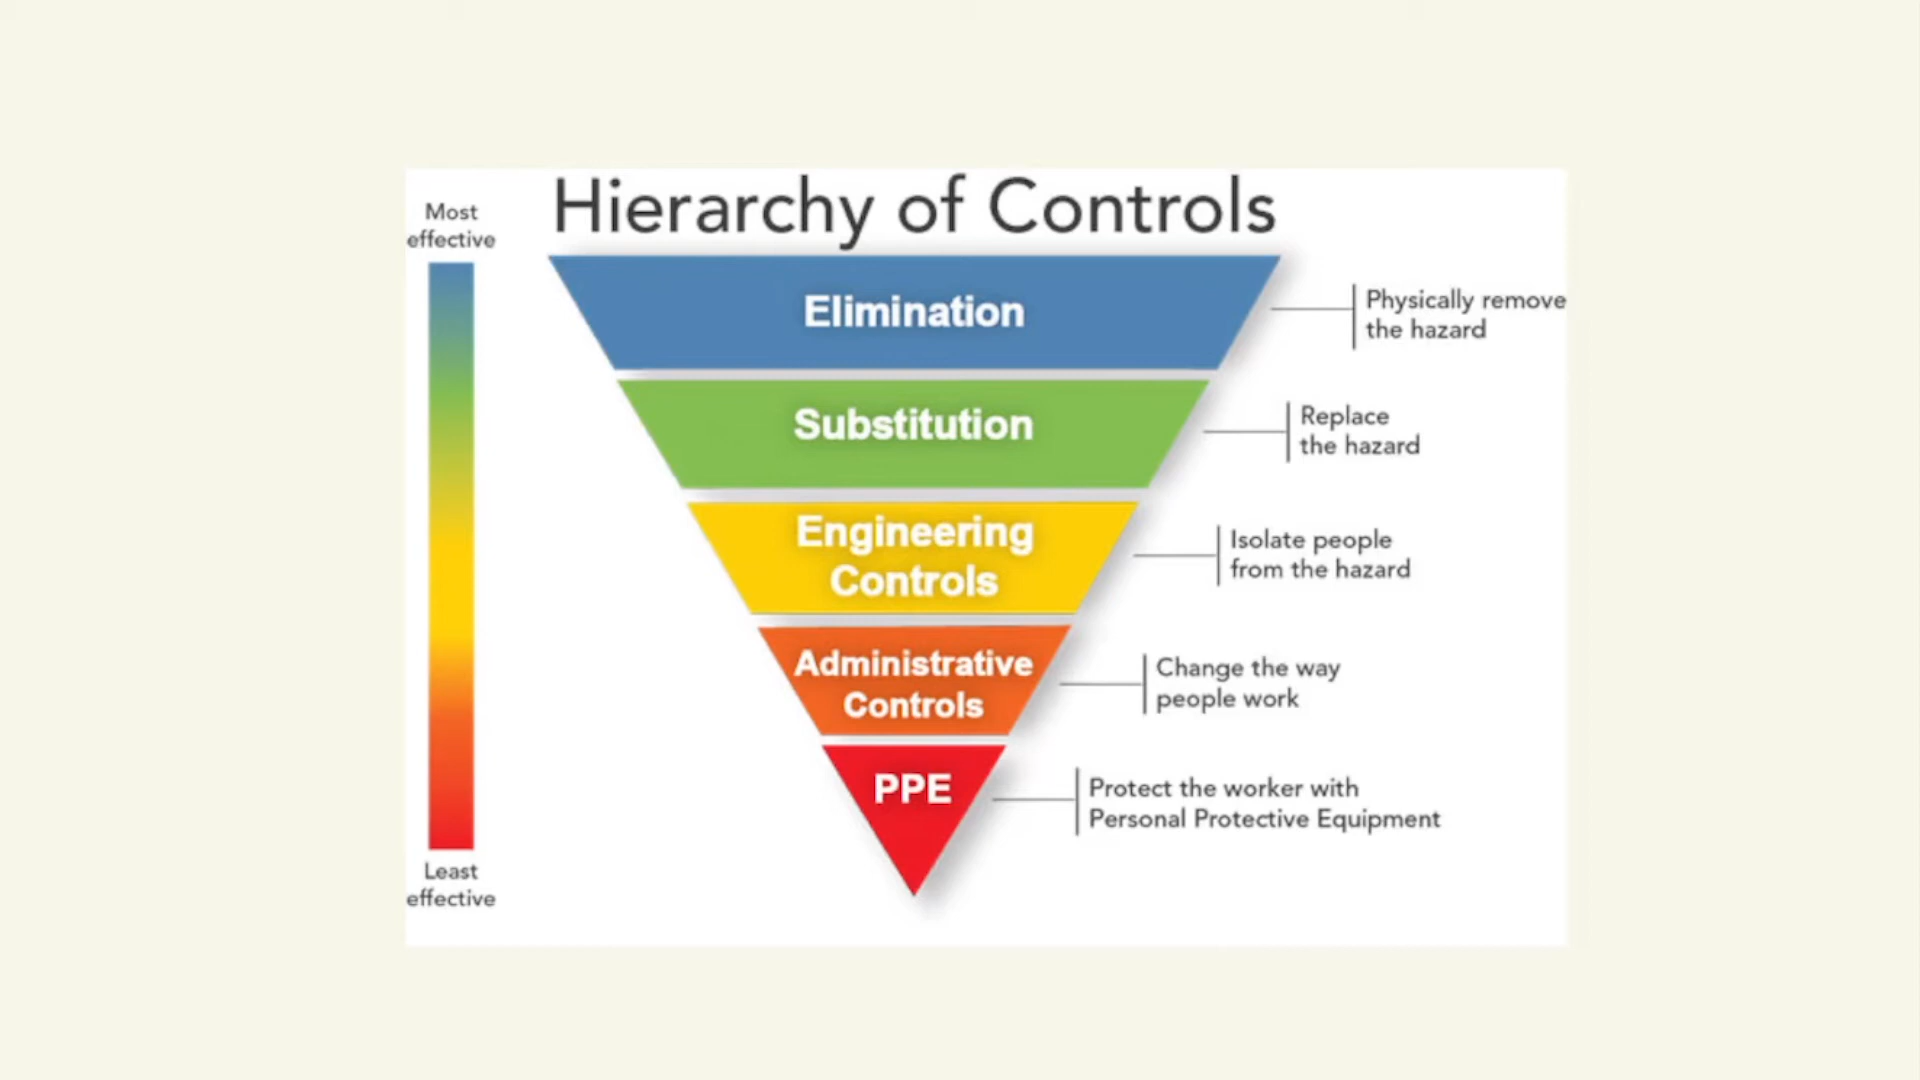 Hierarchy of Controls
Most
effective
Elimination
Physically remove
the hazard
Substitution
Replace
the hazard
Engineering
Controls
Isolate people
from the hazard
Administrative
Controls
Change the way
people work
PPE
Protect the worker with
Personal Protective Equipment
Least
effective